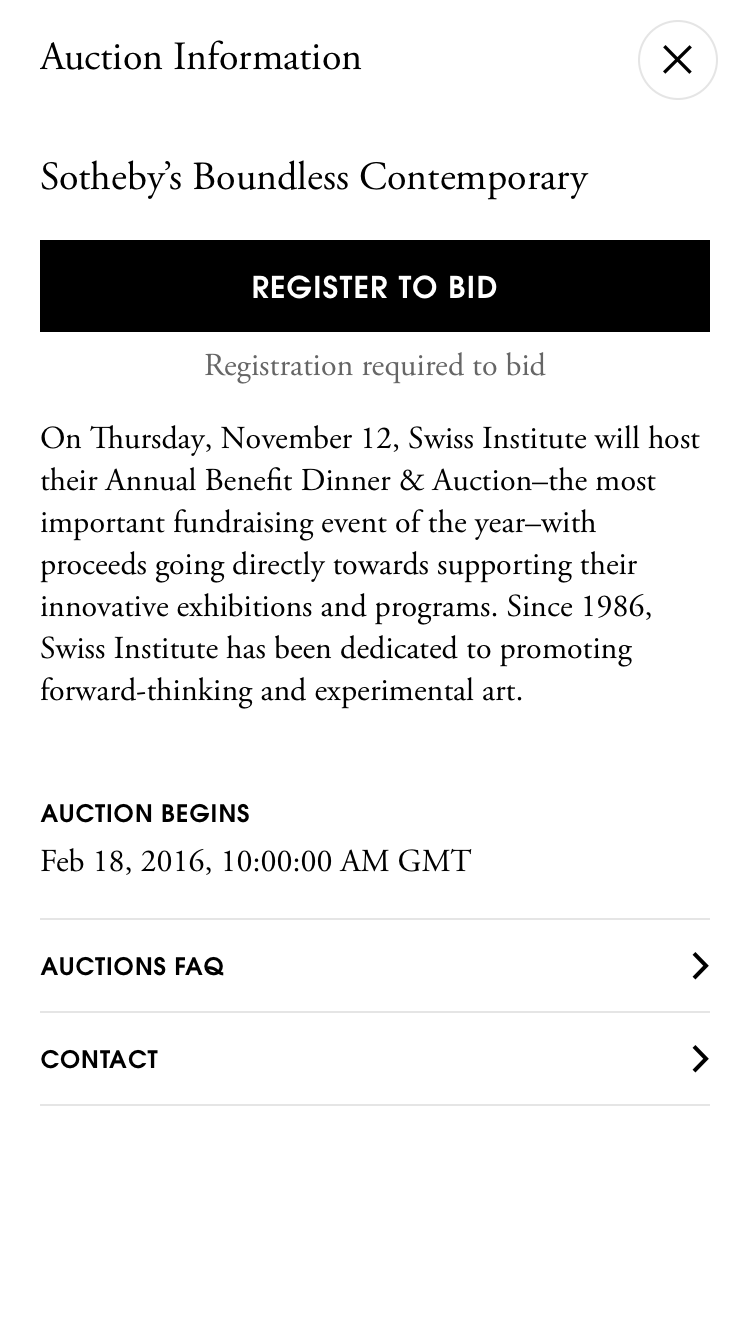 Auction Information
Sotheby’s Boundless Contemporary
REGISTER TO BID
Registration required to bid
On Thursday, November 12, Swiss Institute will host
their Annual Benefit Dinner & Auction–the most
important fundraising event of the year–with
proceeds going directly towards supporting their
innovative exhibitions and programs. Since 1986,
Swiss Institute has been dedicated to promoting
forward-thinking and experimental art.
AUCTION BEGINS
Feb 18, 2016, 10:00:00 AM GMT
AUCTIONS FAQ
CONTACT